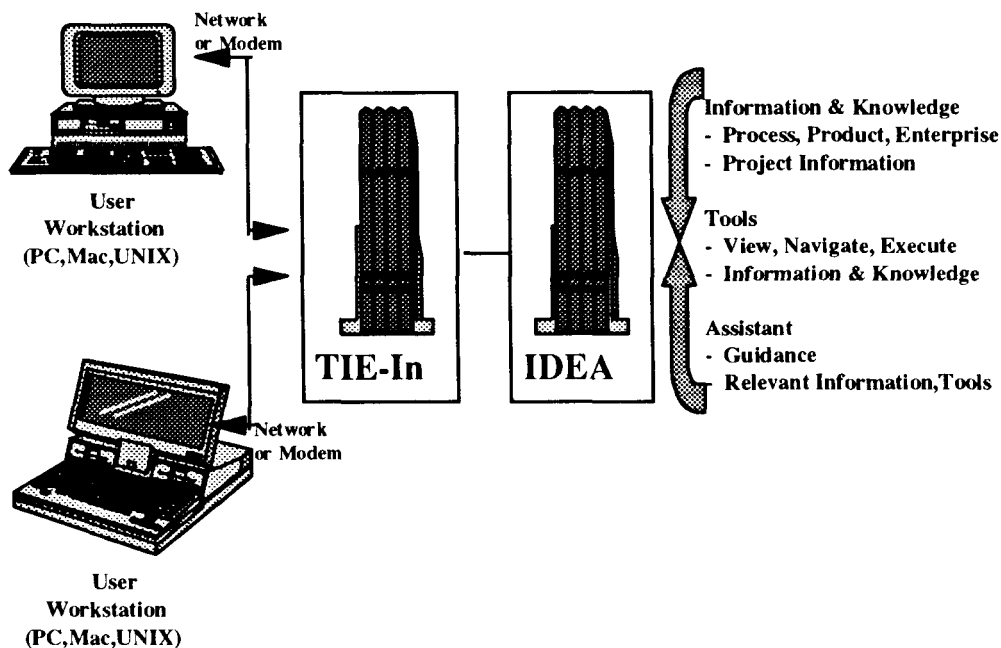 Network
or Modem
User
Workstation
(PC,Mac,UNIX)
TIE-In
IDEA
Information & Knowledge
- Process, Product, Enterprise
- Project Information
Tools
- View, Navigate, Execute
- Information & Knowledge
Assistant
- Guidance
- Relevant Information,Tools
Network
or Modem
User
Workstation
(PC,Mac,UNIX)